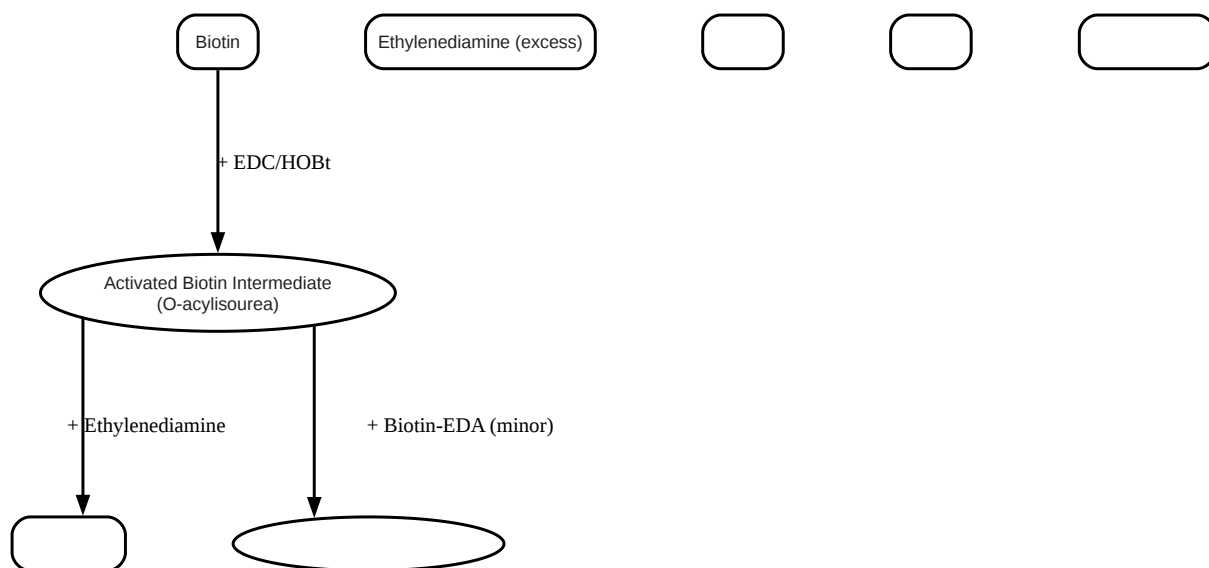 Biotin
Ethylenediamine (excess)
+ EDC/HOBt
Activated Biotin Intermediate
(O-acylisourea)
+ Ethylenediamine
+ Biotin-EDA (minor)